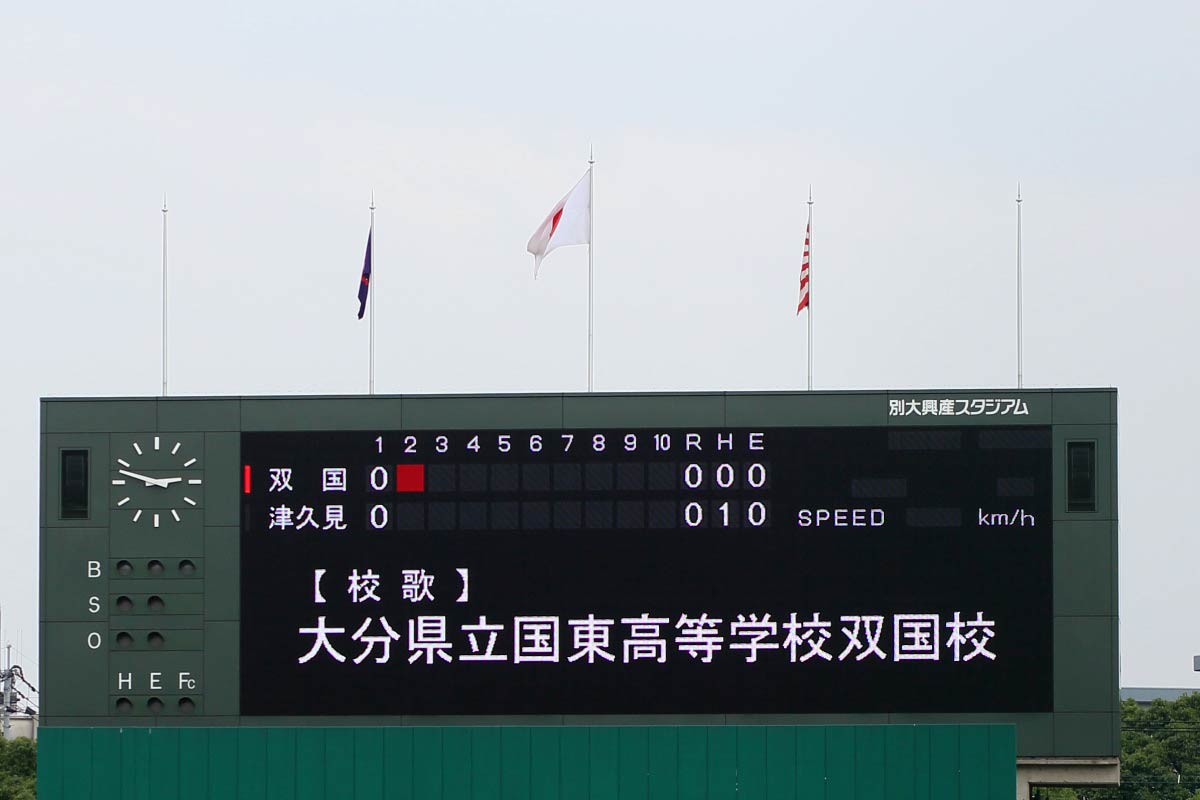 別大興産スタジアム
1 2 3 4 5 6 7 8 9 10 R H E
双国 0 0 0 0
津久見 0 0 1 0 SPEED km/h
【校歌】
大分県立国東高等学校双国校
B
S
O
H E Fc